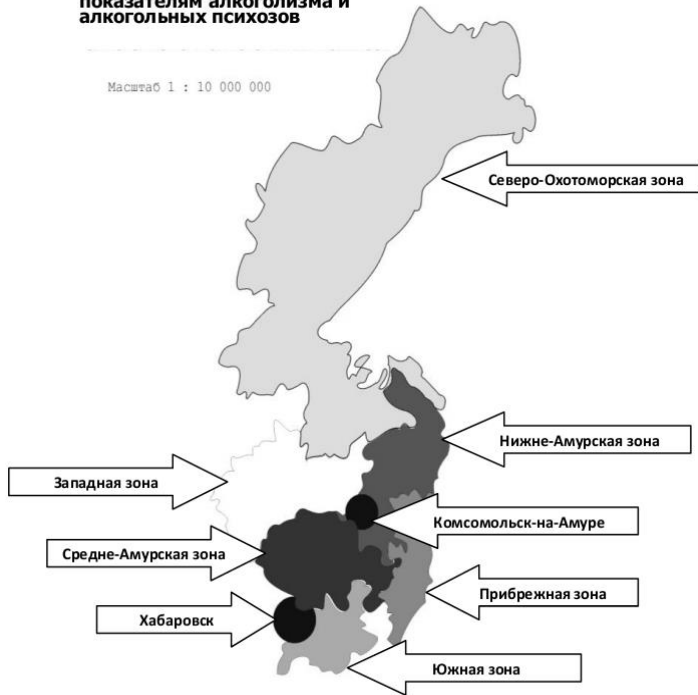 показателям алкоголизма и
алкогольных психозов
Масштаб 1 : 10 000 000
Северо-Охотоморская зона
Нижне-Амурская зона
Западная зона
Комсомольск-на-Амуре
Средне-Амурская зона
Прибрежная зона
Хабаровск
Южная зона